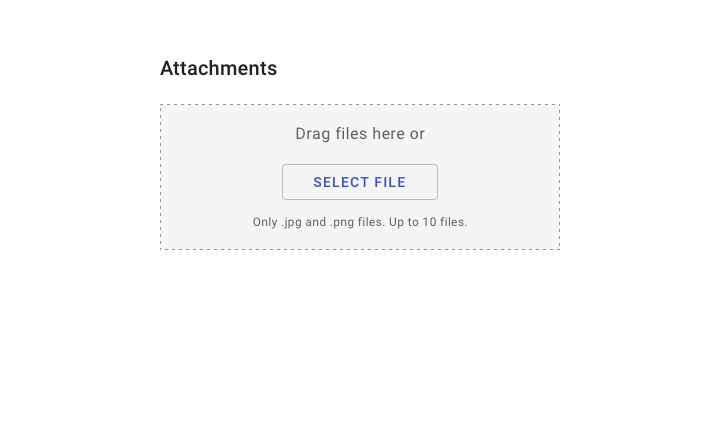 Attachments
Drag files here or
SELECT FILE
Only .jpg and .png files. Up to 10 files.